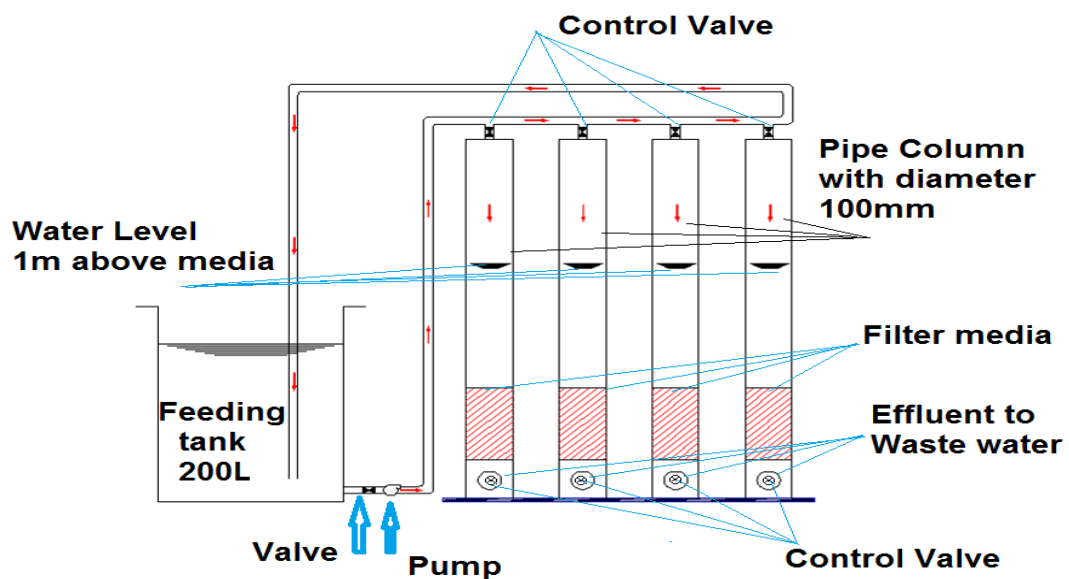 Control Valve
Pipe Column
with diameter
100mm
Water Level
1m above media
Filter media
Feeding
tank
200L
Effluent to
Waste water
Valve
Pump
Control Valve